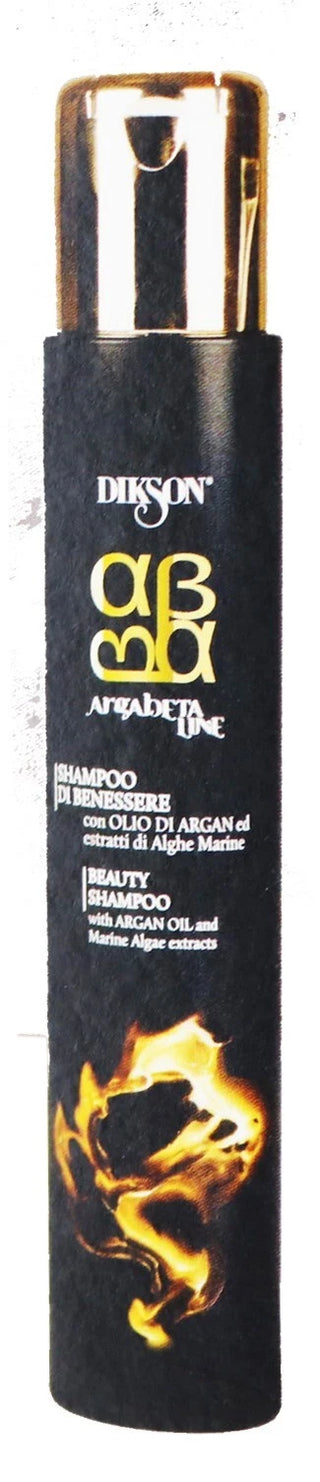 DIKSON®
αβ
βα
ArgaBETA
LINE
SHAMPOO
DI BENESSERE
con OLIO DI ARGAN ed
estratti di Alghe Marine
BEAUTY
SHAMPOO
with ARGAN OIL and
Marine Algae extracts